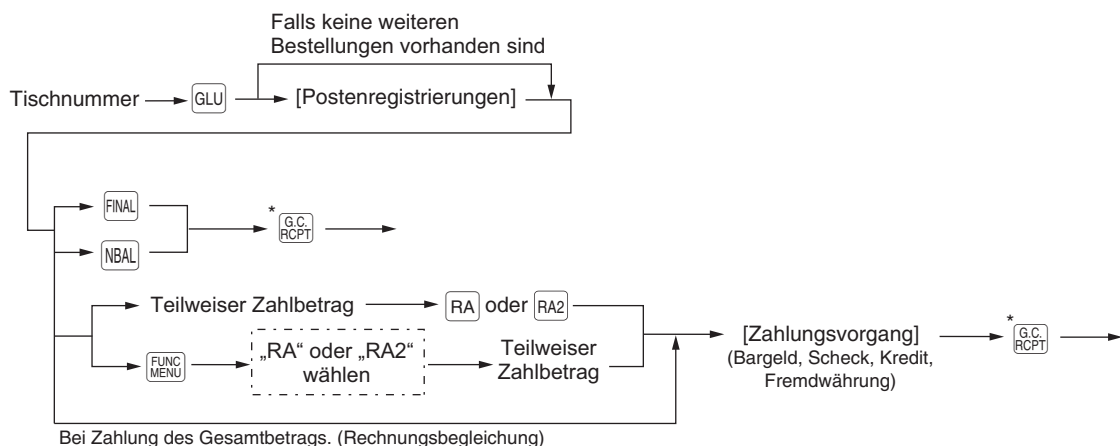 Falls keine weiteren
Bestellungen vorhanden sind
Tischnummer GLU [Postenregistrierungen]
FINAL
* G.C.
RCPT
NBAL
Teilweiser Zahlbetrag RA oder RA2
FUNC
MENU
„RA“ oder „RA2“
wählen
Teilweiser
Zahlbetrag
[Zahlungsvorgang]
(Bargeld, Scheck, Kredit,
Fremdwährung)
* G.C.
RCPT
Bei Zahlung des Gesamtbetrags. (Rechnungsbegleichung)